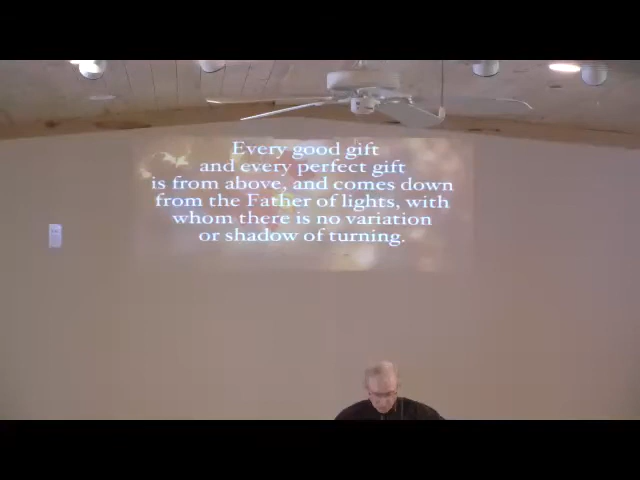 Every good gift
and every perfect gift
is from above, and comes down
from the Father of lights, with
whom there is no variation
or shadow of turning.